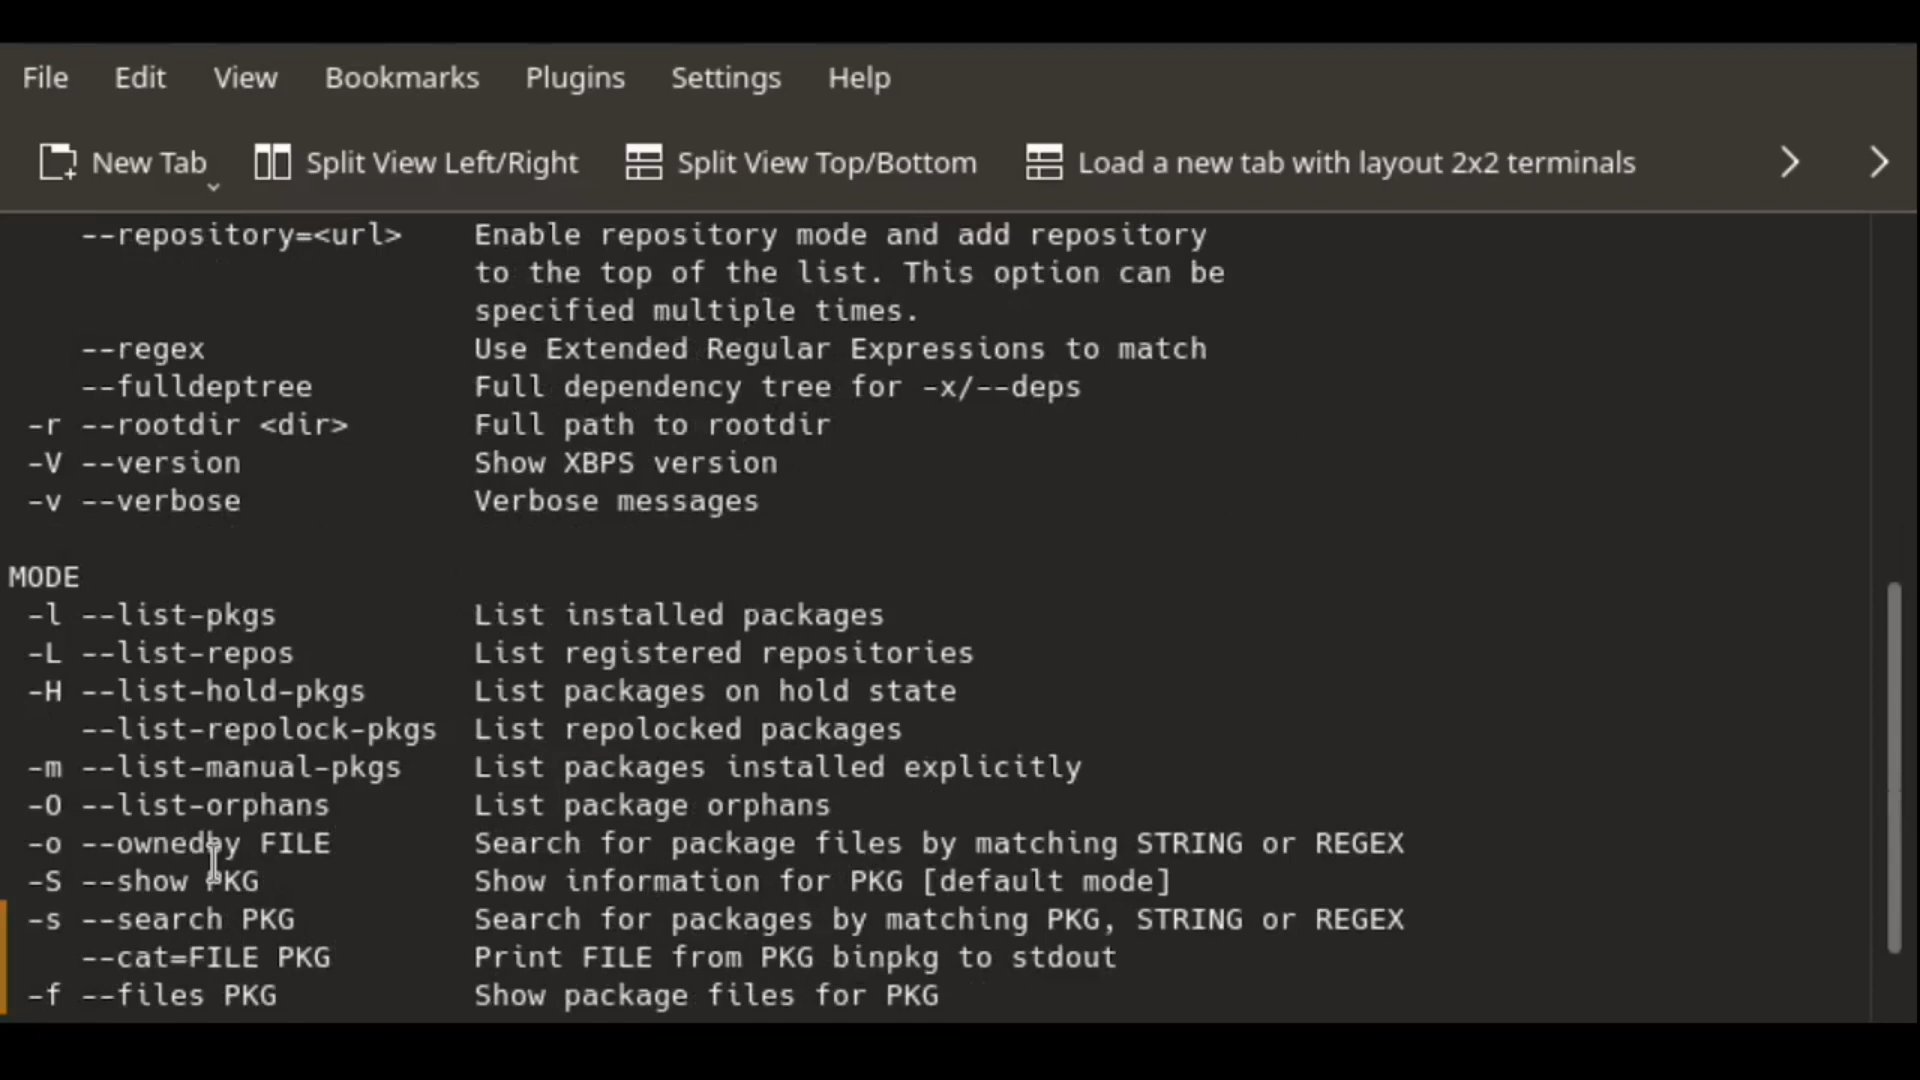 File Edit View Bookmarks Plugins Settings Help
New Tab Split View Left/Right Split View Top/Bottom Load a new tab with layout 2x2 terminals
--repository=<url> Enable repository mode and add repository
to the top of the list. This option can be
specified multiple times.
--regex Use Extended Regular Expressions to match
--fulldeptree Full dependency tree for -x/--deps
-r --rootdir <dir> Full path to rootdir
-V --version Show XBPS version
-v --verbose Verbose messages
MODE
-l --list-pkgs List installed packages
-L --list-repos List registered repositories
-H --list-hold-pkgs List packages on hold state
--list-repolock-pkgs List repolocked packages
-m --list-manual-pkgs List packages installed explicitly
-O --list-orphans List package orphans
-o --ownedby FILE Search for package files by matching STRING or REGEX
-S --show PKG Show information for PKG [default mode]
-s --search PKG Search for packages by matching PKG, STRING or REGEX
--cat=FILE PKG Print FILE from PKG binpkg to stdout
-f --files PKG Show package files for PKG